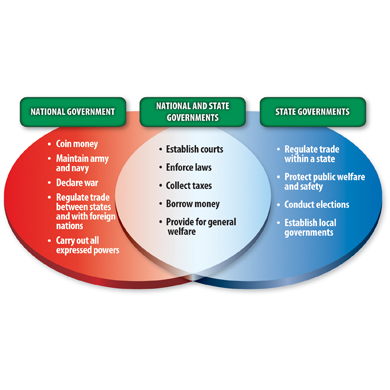 NATIONAL GOVERNMENT
• Coin money
• Maintain army
and navy
• Declare war
• Regulate trade
between states
and with foreign
nations
• Carry out all
expressed powers
NATIONAL AND STATE
GOVERNMENTS
• Establish courts
• Enforce laws
• Collect taxes
• Borrow money
• Provide for general
welfare
STATE GOVERNMENTS
• Regulate trade
within a state
• Protect public welfare
and safety
• Conduct elections
• Establish local
governments